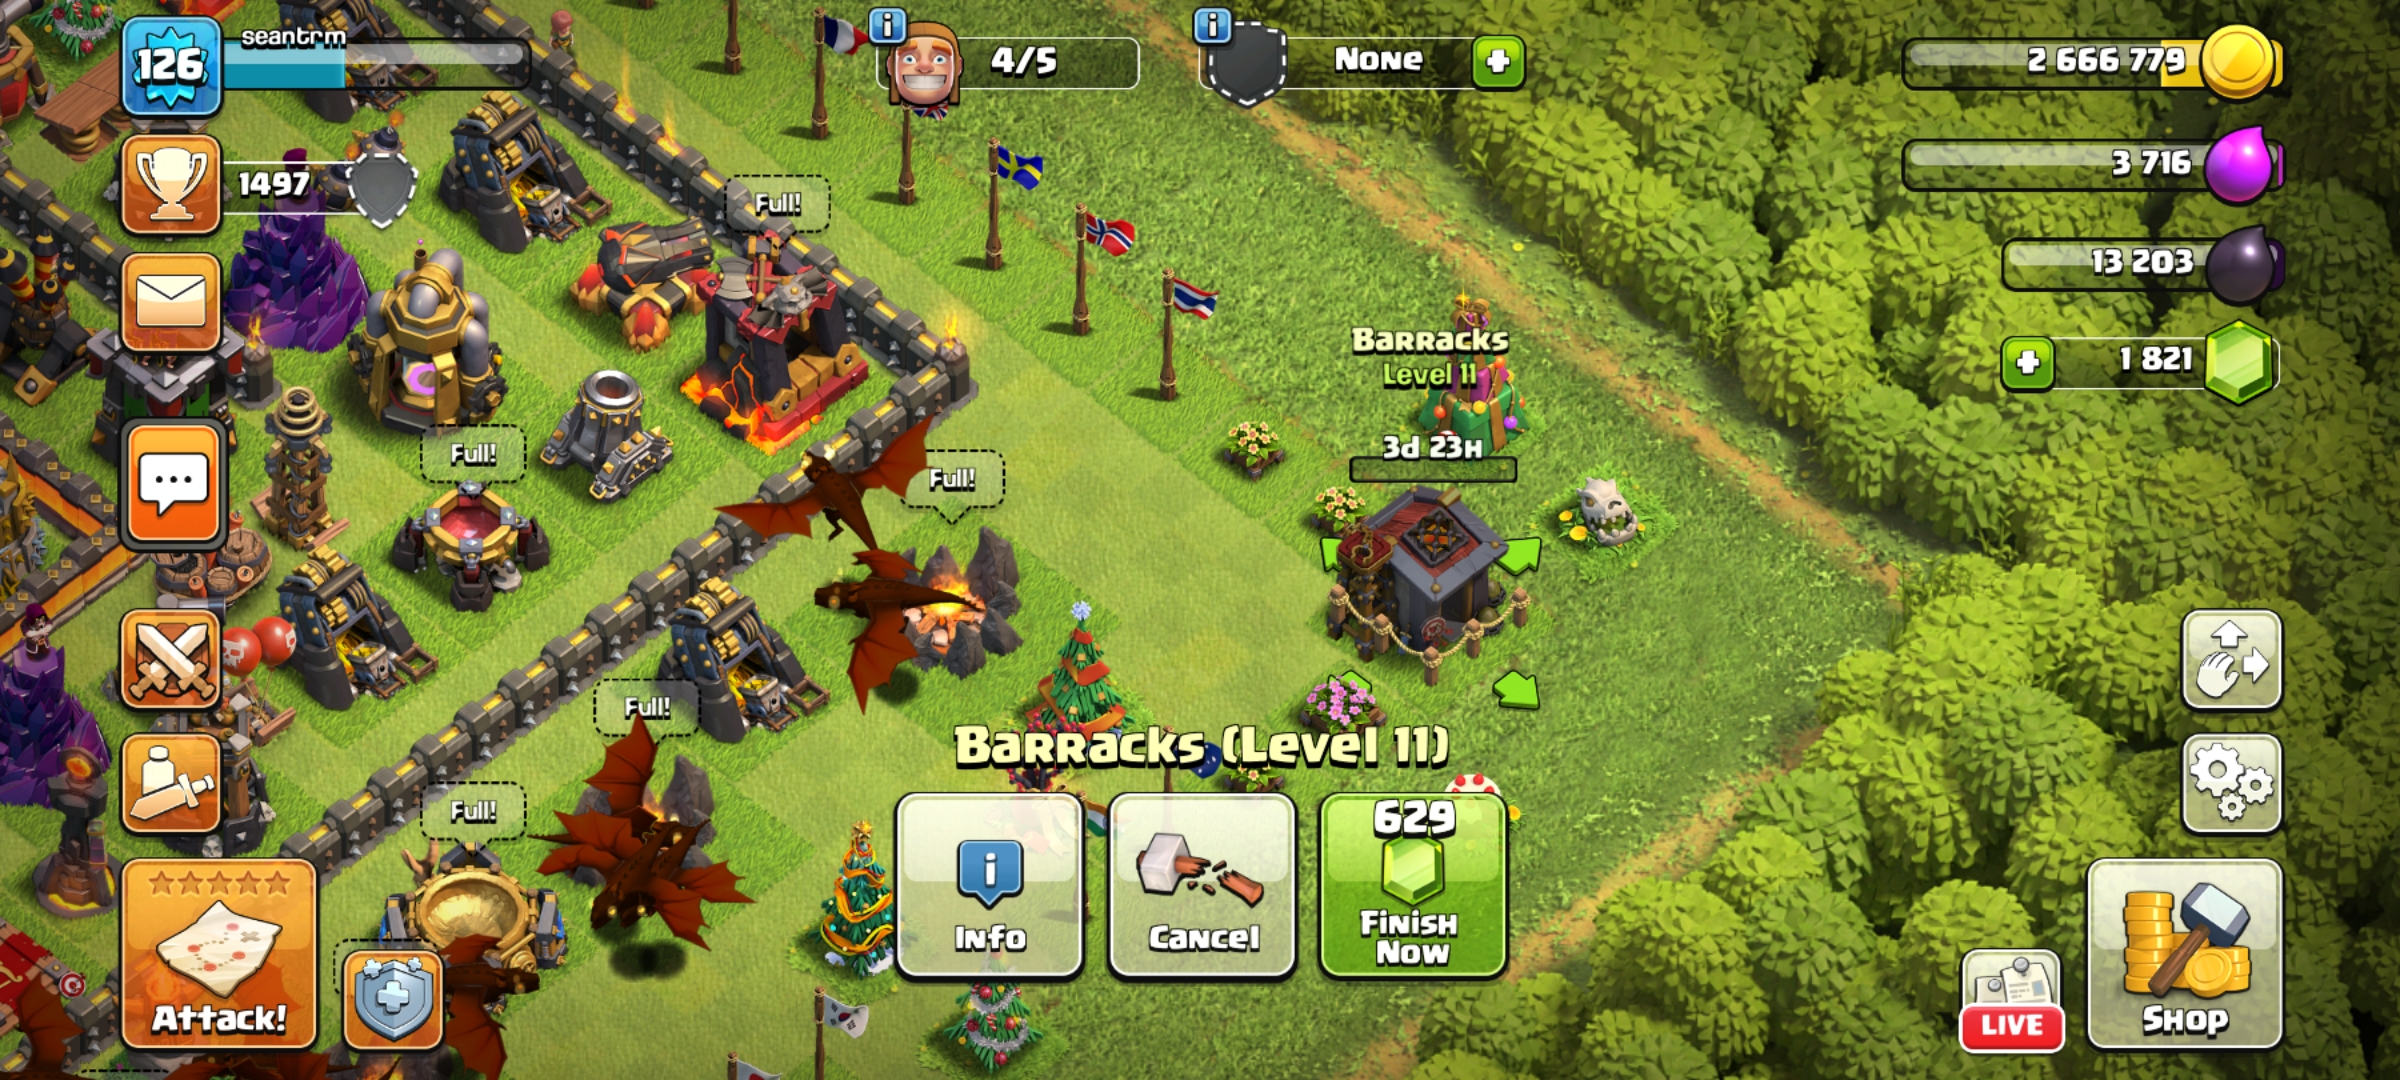 126
seantrm
4/5
None
2 666 779
1497
3 716
13 203
1 821
Full!
Barracks
Level 11
3d 23h
Full!
Full!
Full!
Full!
Barracks (Level 11)
Info
Cancel
629
Finish
Now
Attack!
LIVE
Shop